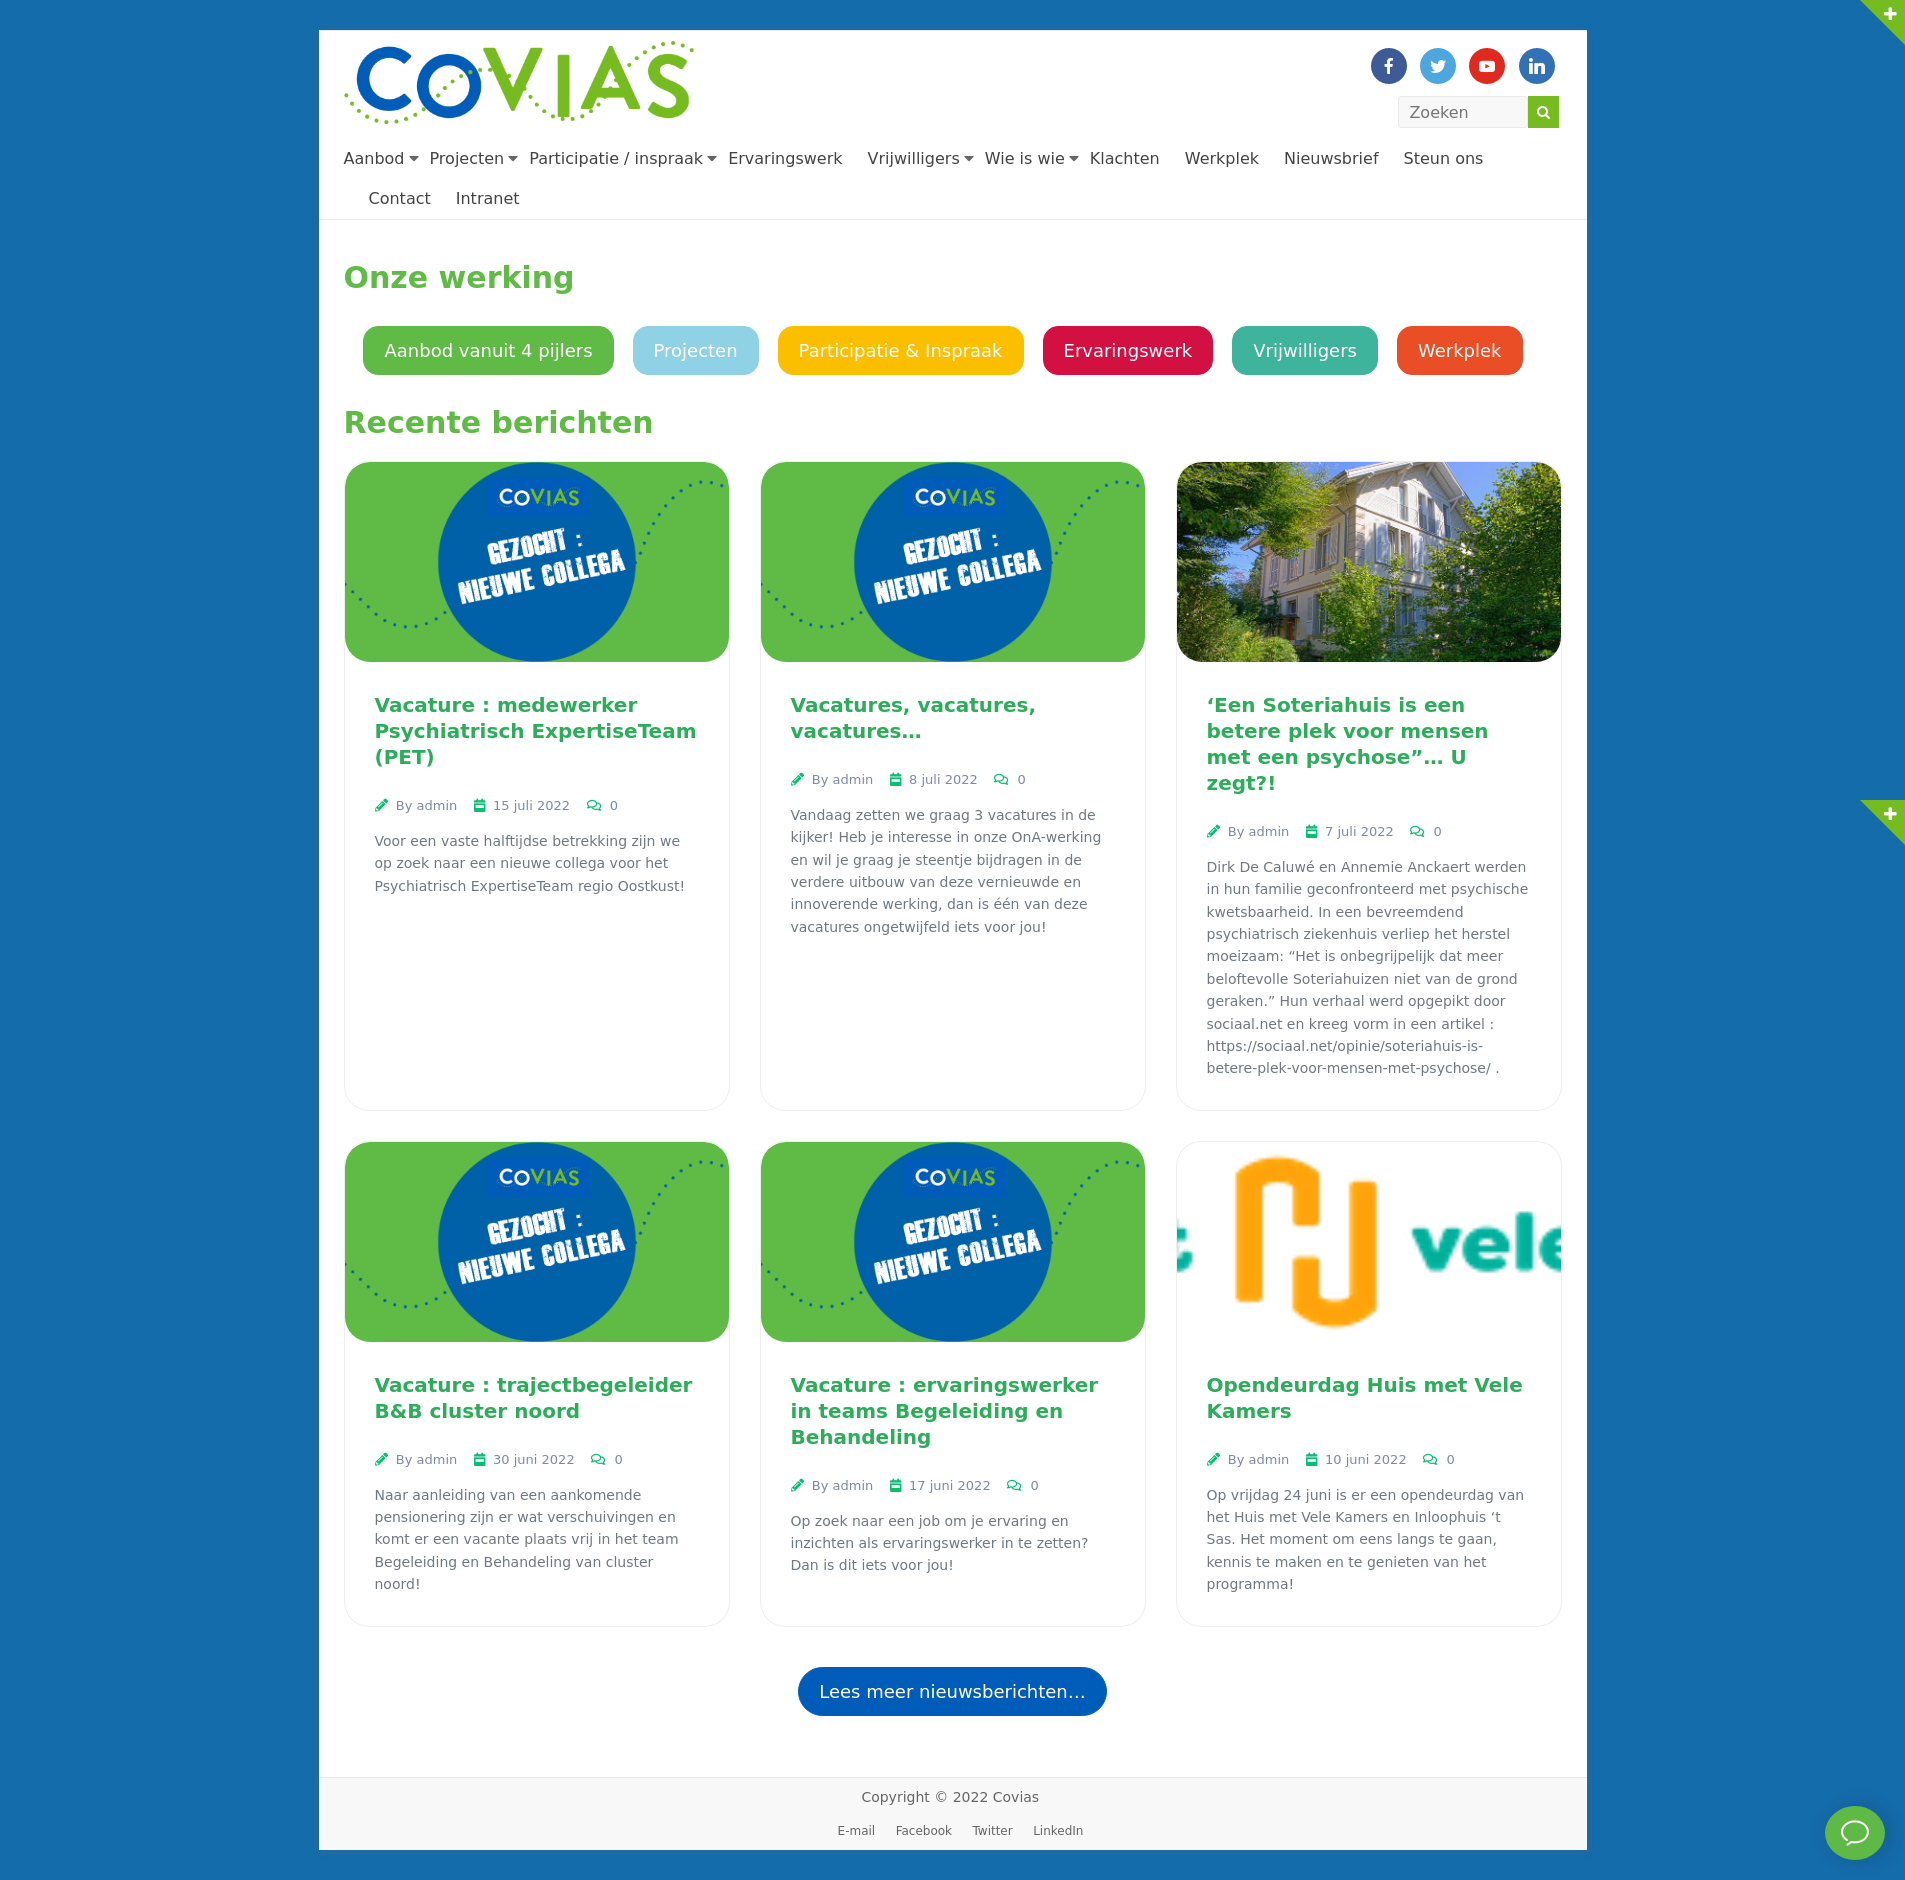 COVIAS
Zoeken
Aanbod Projecten Participatie / inspraak Ervaringswerk Vrijwilligers Wie is wie Klachten Werkplek Nieuwsbrief Steun ons
Contact Intranet
Onze werking
Aanbod vanuit 4 pijlers Projecten Participatie & Inspraak Ervaringswerk Vrijwilligers Werkplek
Recente berichten
COVIAS
GEZOCHT :
NIEUWE COLLEGA
Vacature : medewerker
Psychiatrisch ExpertiseTeam
(PET)
By admin 15 juli 2022 0
Voor een vaste halftijdse betrekking zijn we
op zoek naar een nieuwe collega voor het
Psychiatrisch ExpertiseTeam regio Oostkust!
COVIAS
GEZOCHT :
NIEUWE COLLEGA
Vacatures, vacatures,
vacatures…
By admin 8 juli 2022 0
Vandaag zetten we graag 3 vacatures in de
kijker! Heb je interesse in onze OnA-werking
en wil je graag je steentje bijdragen in de
verdere uitbouw van deze vernieuwde en
innoverende werking, dan is één van deze
vacatures ongetwijfeld iets voor jou!
‘Een Soteriahuis is een
betere plek voor mensen
met een psychose”… U
zegt?!
By admin 7 juli 2022 0
Dirk De Caluwé en Annemie Anckaert werden
in hun familie geconfronteerd met psychische
kwetsbaarheid. In een bevreemdend
psychiatrisch ziekenhuis verliep het herstel
moeizaam: “Het is onbegrijpelijk dat meer
beloftevolle Soteriahuizen niet van de grond
geraken.” Hun verhaal werd opgepikt door
sociaal.net en kreeg vorm in een artikel :
https://sociaal.net/opinie/soteriahuis-is-
betere-plek-voor-mensen-met-psychose/ .
COVIAS
GEZOCHT :
NIEUWE COLLEGA
Vacature : trajectbegeleider
B&B cluster noord
By admin 30 juni 2022 0
Naar aanleiding van een aankomende
pensionering zijn er wat verschuivingen en
komt er een vacante plaats vrij in het team
Begeleiding en Behandeling van cluster
noord!
COVIAS
GEZOCHT :
NIEUWE COLLEGA
Vacature : ervaringswerker
in teams Begeleiding en
Behandeling
By admin 17 juni 2022 0
Op zoek naar een job om je ervaring en
inzichten als ervaringswerker in te zetten?
Dan is dit iets voor jou!
t vele
Opendeurdag Huis met Vele
Kamers
By admin 10 juni 2022 0
Op vrijdag 24 juni is er een opendeurdag van
het Huis met Vele Kamers en Inloophuis ‘t
Sas. Het moment om eens langs te gaan,
kennis te maken en te genieten van het
programma!
Lees meer nieuwsberichten…
Copyright © 2022 Covias
E-mail Facebook Twitter LinkedIn